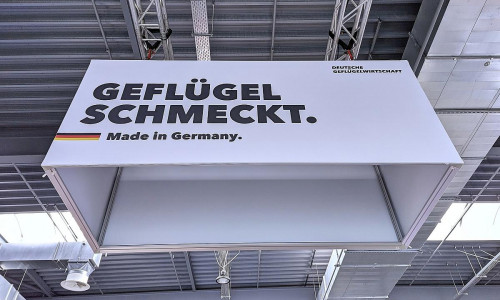 DEUTSCHE
GEFLÜGELWIRTSCHAFT
GEFLÜGEL
SCHMECKT.
Made in Germany.